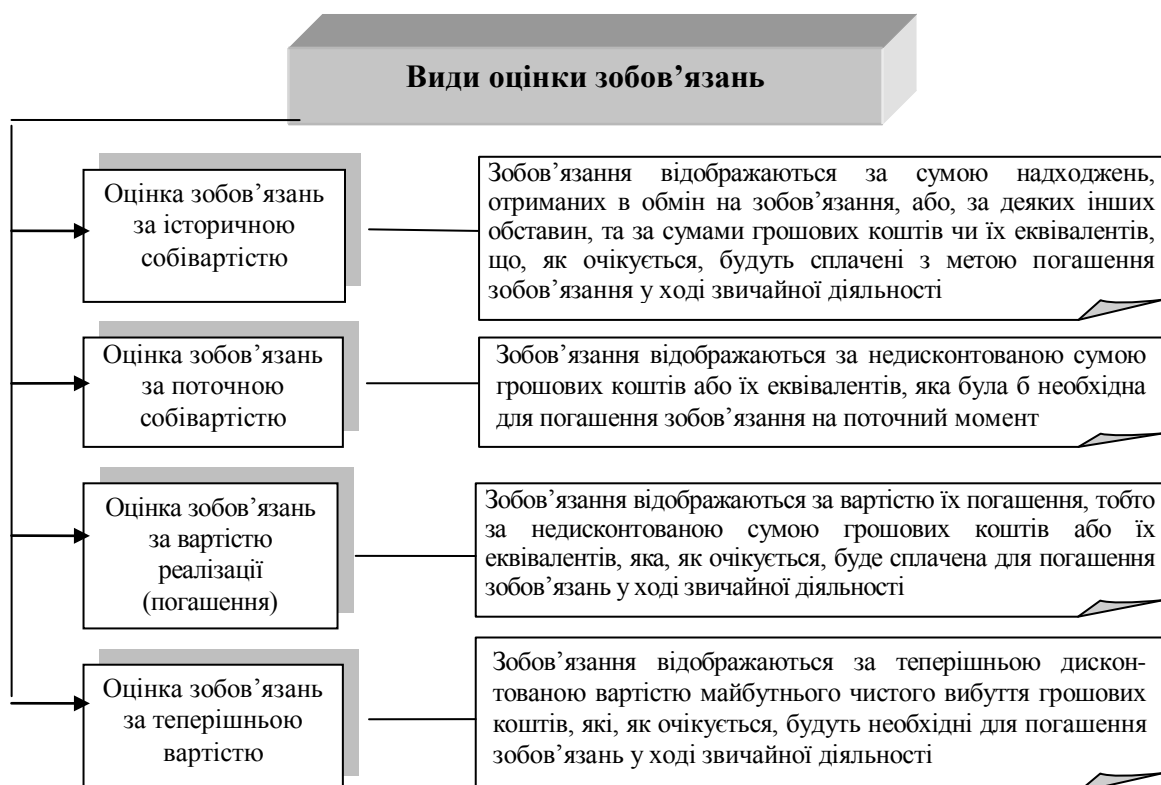 Види оцінки зобов’язань
Оцінка зобов’язань
за історичною
собівартістю
Зобов’язання відображаються за сумою надходжень,
отриманих в обмін на зобов’язання, або, за деяких інших
обставин, та за сумами грошових коштів чи їх еквівалентів,
що, як очікується, будуть сплачені з метою погашення
зобов’язання у ході звичайної діяльності
Оцінка зобов’язань
за поточною
собівартістю
Зобов’язання відображаються за недисконтованою сумою
грошових коштів або їх еквівалентів, яка була б необхідна
для погашення зобов’язання на поточний момент
Оцінка зобов’язань
за вартістю
реалізації
(погашення)
Зобов’язання відображаються за вартістю їх погашення, тобто
за недисконтованою сумою грошових коштів або їх
еквівалентів, яка, як очікується, буде сплачена для погашення
зобов’язань у ході звичайної діяльності
Оцінка зобов’язань
за теперішньою
вартістю
Зобов’язання відображаються за теперішньою дискон-
тованою вартістю майбутнього чистого вибуття грошових
коштів, які, як очікується, будуть необхідні для погашення
зобов’язань у ході звичайної діяльності